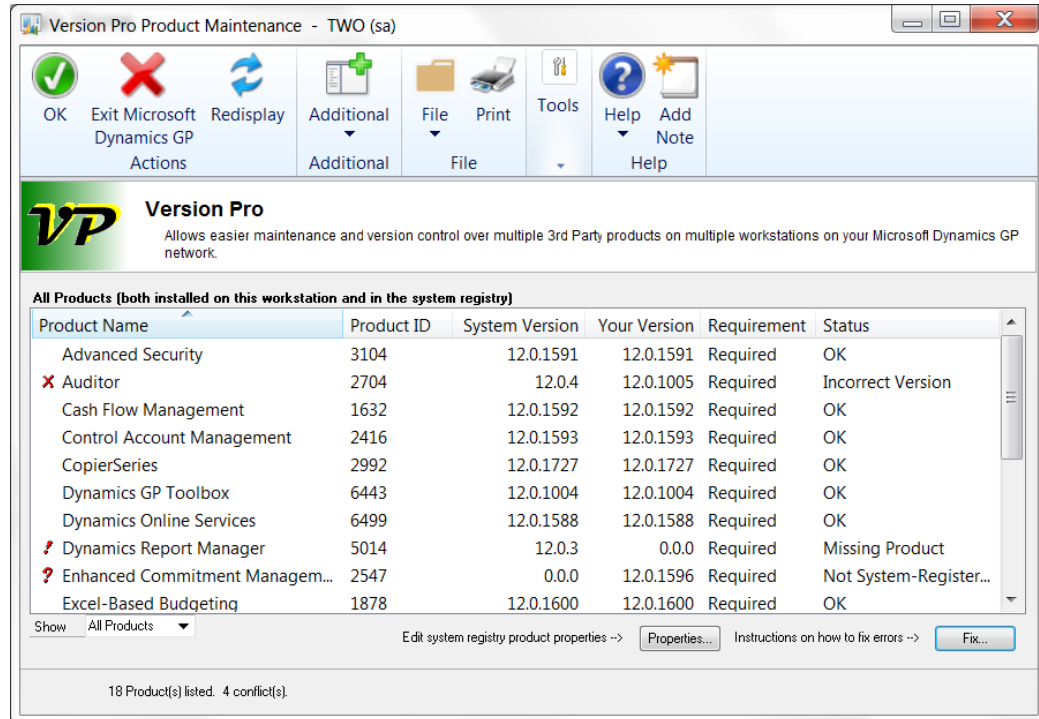 Version Pro Product Maintenance - TWO (sa)
OK
Exit Microsoft Dynamics GP
Redisplay
Actions
Additional
Additional
File
Print
File
Tools
Help
Add Note
Help
VP
Version Pro
Allows easier maintenance and version control over multiple 3rd Party products on multiple workstations on your Microsoft Dynamics GP
network.
All Products (both installed on this workstation and in the system registry)
Product Name Product ID System Version Your Version Requirement Status
Advanced Security 3104 12.0.1591 12.0.1591 Required OK
Auditor 2704 12.0.4 12.0.1005 Required Incorrect Version
Cash Flow Management 1632 12.0.1592 12.0.1592 Required OK
Control Account Management 2416 12.0.1593 12.0.1593 Required OK
CopierSeries 2992 12.0.1727 12.0.1727 Required OK
Dynamics GP Toolbox 6443 12.0.1004 12.0.1004 Required OK
Dynamics Online Services 6499 12.0.1588 12.0.1588 Required OK
! Dynamics Report Manager 5014 12.0.3 0.0.0 Required Missing Product
? Enhanced Commitment Managem... 2547 0.0.0 12.0.1596 Required Not System-Register...
Excel-Based Budgeting 1878 12.0.1600 12.0.1600 Required OK
Show All Products Edit system registry product properties --> Properties... Instructions on how to fix errors --> Fix...
18 Product(s) listed. 4 conflict(s).